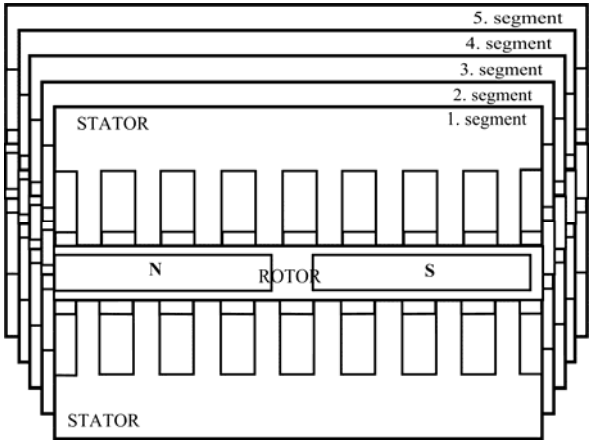 5. segment
4. segment
3. segment
2. segment
1. segment
STATOR
N
ROTOR
S
STATOR